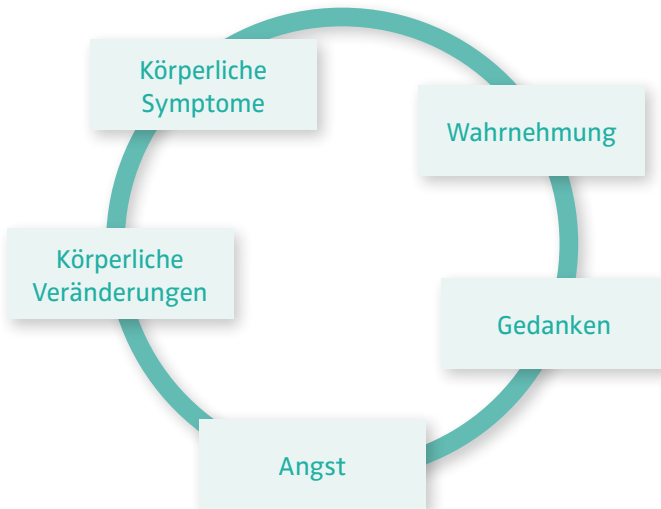 Körperliche
Symptome
Wahrnehmung
Körperliche
Veränderungen
Gedanken
Angst